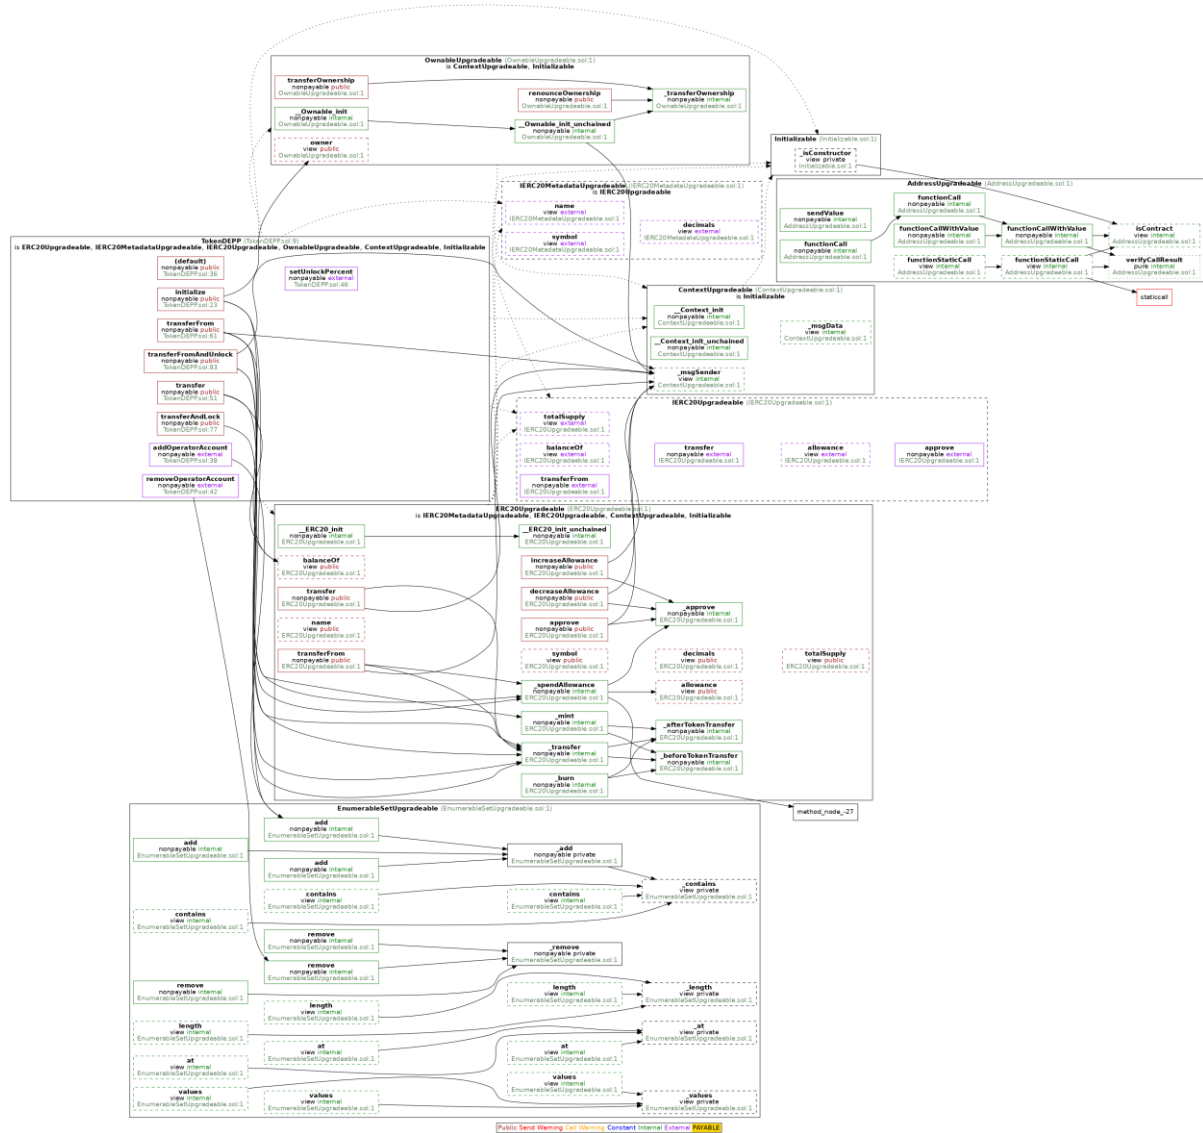 OwnableUpgradeable (OwnableUpgradeable.sol:1)
is ContextUpgradeable, Initializable
transferOwnership
nonpayable public
OwnableUpgradeable.sol:1
renounceOwnership
nonpayable public
OwnableUpgradeable.sol:1
_transferOwnership
nonpayable internal
OwnableUpgradeable.sol:1
__Ownable_init
nonpayable internal
OwnableUpgradeable.sol:1
__Ownable_init_unchained
nonpayable internal
OwnableUpgradeable.sol:1
owner
view public
OwnableUpgradeable.sol:1
Initializable (Initializable.sol:1)
_isConstructor
view private
Initializable.sol:1
IERC20MetadataUpgradeable (IERC20MetadataUpgradeable.sol:1)
is IERC20Upgradeable
name
view external
IERC20MetadataUpgradeable.sol:1
symbol
view external
IERC20MetadataUpgradeable.sol:1
decimals
view external
IERC20MetadataUpgradeable.sol:1
AddressUpgradeable (AddressUpgradeable.sol:1)
sendValue
nonpayable internal
AddressUpgradeable.sol:1
functionCall
nonpayable internal
AddressUpgradeable.sol:1
functionCall
nonpayable internal
AddressUpgradeable.sol:1
functionCallWithValue
nonpayable internal
AddressUpgradeable.sol:1
functionStaticCall
view internal
AddressUpgradeable.sol:1
functionCallWithValue
nonpayable internal
AddressUpgradeable.sol:1
functionStaticCall
view internal
AddressUpgradeable.sol:1
isContract
view internal
AddressUpgradeable.sol:1
verifyCallResult
pure internal
AddressUpgradeable.sol:1
staticcall
TokenDEPP (TokenDEPP.sol:9)
is ERC20Upgradeable, IERC20MetadataUpgradeable, IERC20Upgradeable, OwnableUpgradeable, ContextUpgradeable, Initializable
(default)
nonpayable public
TokenDEPP.sol:36
initialize
nonpayable public
TokenDEPP.sol:23
transferFrom
nonpayable public
TokenDEPP.sol:61
transferFromAndUnlock
nonpayable public
TokenDEPP.sol:83
transfer
nonpayable public
TokenDEPP.sol:51
transferAndLock
nonpayable public
TokenDEPP.sol:77
addOperatorAccount
nonpayable external
TokenDEPP.sol:38
removeOperatorAccount
nonpayable external
TokenDEPP.sol:42
setUnlockPercent
nonpayable external
TokenDEPP.sol:46
ContextUpgradeable (ContextUpgradeable.sol:1)
is Initializable
__Context_init
nonpayable internal
ContextUpgradeable.sol:1
__Context_init_unchained
nonpayable internal
ContextUpgradeable.sol:1
_msgSender
view internal
ContextUpgradeable.sol:1
_msgData
view internal
ContextUpgradeable.sol:1
IERC20Upgradeable (IERC20Upgradeable.sol:1)
totalSupply
view external
IERC20Upgradeable.sol:1
balanceOf
view external
IERC20Upgradeable.sol:1
transferFrom
nonpayable external
IERC20Upgradeable.sol:1
transfer
nonpayable external
IERC20Upgradeable.sol:1
allowance
view external
IERC20Upgradeable.sol:1
approve
nonpayable external
IERC20Upgradeable.sol:1
ERC20Upgradeable (ERC20Upgradeable.sol:1)
is IERC20MetadataUpgradeable, IERC20Upgradeable, ContextUpgradeable, Initializable
__ERC20_init
nonpayable internal
ERC20Upgradeable.sol:1
balanceOf
view public
ERC20Upgradeable.sol:1
transfer
nonpayable public
ERC20Upgradeable.sol:1
name
view public
ERC20Upgradeable.sol:1
transferFrom
nonpayable public
ERC20Upgradeable.sol:1
__ERC20_init_unchained
nonpayable internal
ERC20Upgradeable.sol:1
increaseAllowance
nonpayable public
ERC20Upgradeable.sol:1
decreaseAllowance
nonpayable public
ERC20Upgradeable.sol:1
approve
nonpayable public
ERC20Upgradeable.sol:1
symbol
view public
ERC20Upgradeable.sol:1
_spendAllowance
nonpayable internal
ERC20Upgradeable.sol:1
_mint
nonpayable internal
ERC20Upgradeable.sol:1
_transfer
nonpayable internal
ERC20Upgradeable.sol:1
_burn
nonpayable internal
ERC20Upgradeable.sol:1
_approve
nonpayable internal
ERC20Upgradeable.sol:1
decimals
view public
ERC20Upgradeable.sol:1
allowance
view public
ERC20Upgradeable.sol:1
_afterTokenTransfer
nonpayable internal
ERC20Upgradeable.sol:1
_beforeTokenTransfer
nonpayable internal
ERC20Upgradeable.sol:1
totalSupply
view public
ERC20Upgradeable.sol:1
method_node_-27
EnumerableSetUpgradeable (EnumerableSetUpgradeable.sol:1)
add
nonpayable internal
EnumerableSetUpgradeable.sol:1
add
nonpayable internal
EnumerableSetUpgradeable.sol:1
add
nonpayable internal
EnumerableSetUpgradeable.sol:1
_add
nonpayable private
EnumerableSetUpgradeable.sol:1
contains
view internal
EnumerableSetUpgradeable.sol:1
contains
view internal
EnumerableSetUpgradeable.sol:1
contains
view internal
EnumerableSetUpgradeable.sol:1
_contains
view private
EnumerableSetUpgradeable.sol:1
remove
nonpayable internal
EnumerableSetUpgradeable.sol:1
remove
nonpayable internal
EnumerableSetUpgradeable.sol:1
remove
nonpayable internal
EnumerableSetUpgradeable.sol:1
_remove
nonpayable private
EnumerableSetUpgradeable.sol:1
length
view internal
EnumerableSetUpgradeable.sol:1
length
view internal
EnumerableSetUpgradeable.sol:1
length
view internal
EnumerableSetUpgradeable.sol:1
_length
view private
EnumerableSetUpgradeable.sol:1
at
view internal
EnumerableSetUpgradeable.sol:1
at
view internal
EnumerableSetUpgradeable.sol:1
at
view internal
EnumerableSetUpgradeable.sol:1
_at
view private
EnumerableSetUpgradeable.sol:1
values
view internal
EnumerableSetUpgradeable.sol:1
values
view internal
EnumerableSetUpgradeable.sol:1
values
view internal
EnumerableSetUpgradeable.sol:1
_values
view private
EnumerableSetUpgradeable.sol:1
Public Send Warning Call Warning Constant Internal External PAYABLE